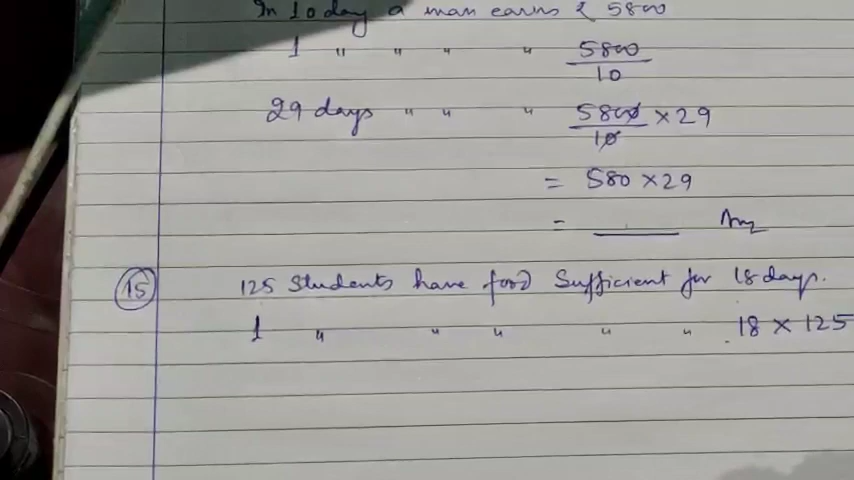 In 10 day a man earns ₹ 5800
1 " " " " 5800/10
29 days " " " 5800/10 × 29
= 580 × 29
= ______ Ans
15 125 Students have food Sufficient for 18 days.
1 " " " " " 18 × 125